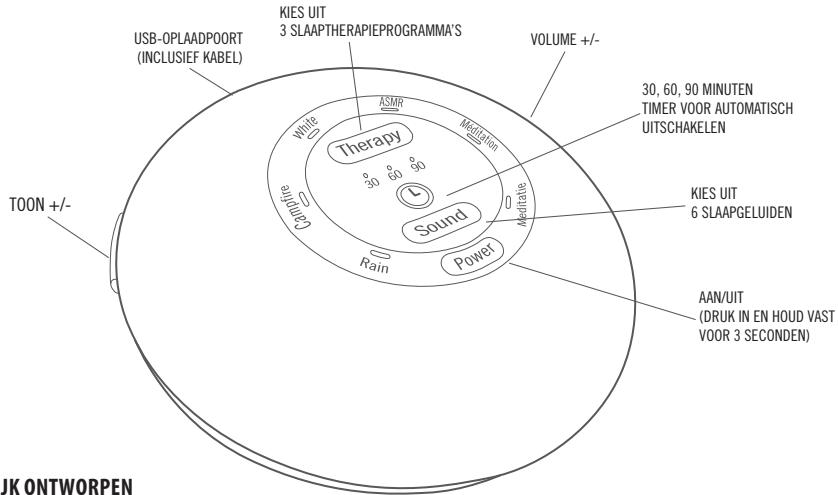 KIES UIT
3 SLAAPTHERAPIEPROGRAMMA'S
USB-OPLAADPOORT
(INCLUSIEF KABEL)
VOLUME +/-
30, 60, 90 MINUTEN
TIMER VOOR AUTOMATISCH
UITSCHAKELEN
ASMR
White
Méditation
Therapy
30 60 90
TOON +/-
Campfire
Meditatie
KIES UIT
6 SLAAPGELUIDEN
Sound
Rain
Power
AAN/UIT
(DRUK IN EN HOUD VAST
VOOR 3 SECONDEN)
JK ONTWORPEN